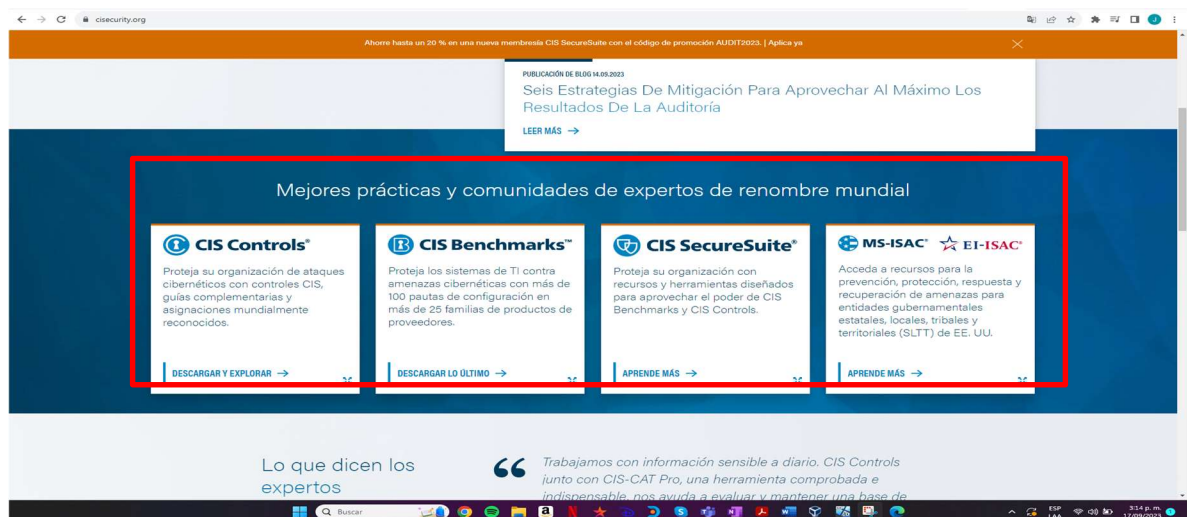 cisecurity.org
Ahorre hasta un 20 % en una nueva membresía CIS SecureSuite con el código de promoción AUDIT2023. | Aplica ya
PUBLICACIÓN DE BLOG 14.09.2023
Seis Estrategias De Mitigación Para Aprovechar Al Máximo Los
Resultados De La Auditoría
LEER MÁS →
Mejores prácticas y comunidades de expertos de renombre mundial
CIS Controls®
Proteja su organización de ataques
cibernéticos con controles CIS,
guías complementarias y
asignaciones mundialmente
reconocidos.
DESCARGAR Y EXPLORAR →
CIS Benchmarks™
Proteja los sistemas de TI contra
amenazas cibernéticas con más de
100 pautas de configuración en
más de 25 familias de productos de
proveedores.
DESCARGAR LO ÚLTIMO →
CIS SecureSuite®
Proteja su organización con
recursos y herramientas diseñados
para aprovechar el poder de CIS
Benchmarks y CIS Controls.
APRENDE MÁS →
MS-ISAC® EI-ISAC®
Acceda a recursos para la
prevención, protección, respuesta y
recuperación de amenazas para
entidades gubernamentales
estatales, locales, tribales y
territoriales (SLTT) de EE. UU.
APRENDE MÁS →
Lo que dicen los
expertos
Trabajamos con información sensible a diario. CIS Controls
junto con CIS-CAT Pro, una herramienta comprobada e
indispensable, nos ayuda a evaluar y mantener una base de
Buscar
ESP
LAA
3:14 p. m.
17/09/2023